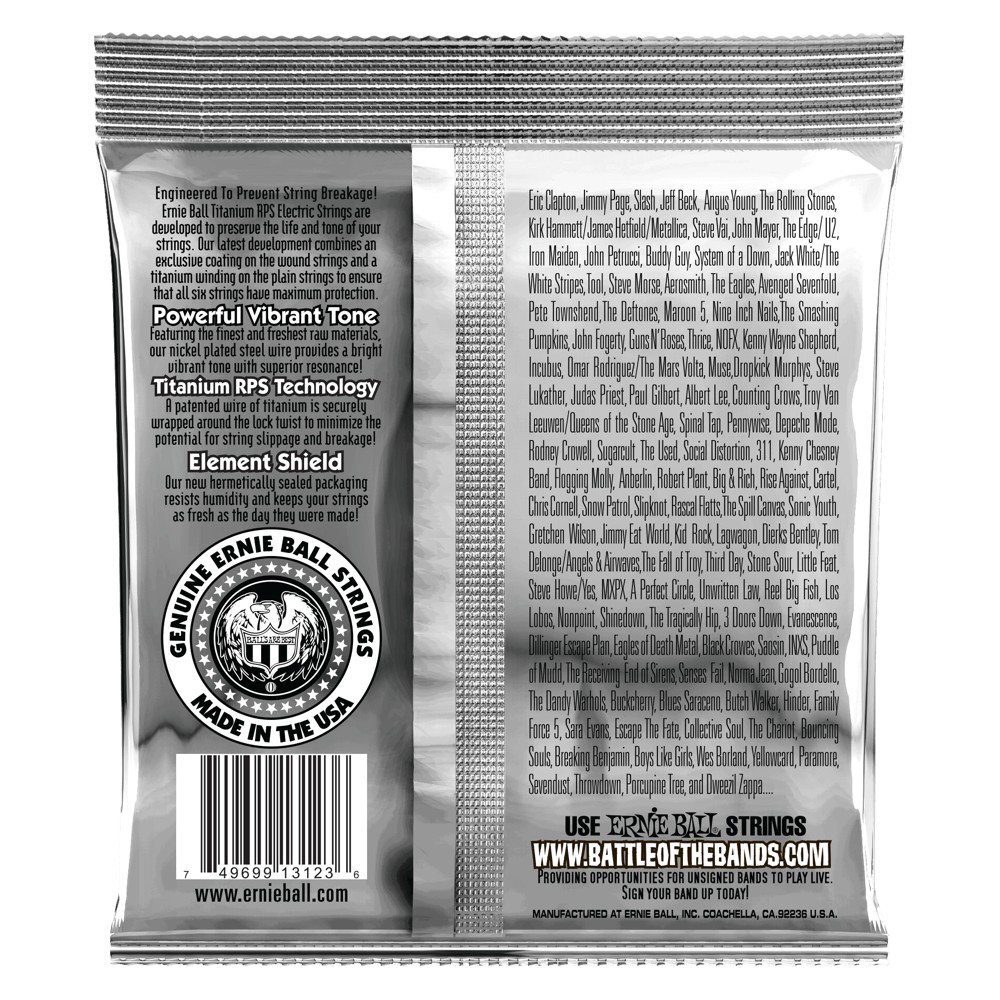 Engineered To Prevent String Breakage!
Ernie Ball Titanium RPS Electric Strings are
developed to preserve the life and tone of your
strings. Our latest development combines an
exclusive coating on the wound strings and a
titanium winding on the plain strings to ensure
that all six strings have maximum protection.
Powerful Vibrant Tone
Featuring the finest and freshest raw materials,
our nickel plated steel wire provides a bright
vibrant tone with superior resonance!
Titanium RPS Technology
A patented wire of titanium is securely
wrapped around the lock twist to minimize the
potential for string slippage and breakage!
Element Shield
Our new hermetically sealed packaging
resists humidity and keeps your strings
as fresh as the day they were made!
GENUINE ERNIE BALL STRINGS
BALLS ARE BEST
MADE IN THE USA
7 49699 13123 6
www.ernieball.com
Eric Clapton, Jimmy Page, Slash, Jeff Beck, Angus Young, The Rolling Stones,
Kirk Hammett/James Hetfield/Metallica, Steve Vai, John Mayer, The Edge/ U2,
Iron Maiden, John Petrucci, Buddy Guy, System of a Down, Jack White/The
White Stripes, Tool, Steve Morse, Aerosmith, The Eagles, Avenged Sevenfold,
Pete Townshend, The Deftones, Maroon 5, Nine Inch Nails, The Smashing
Pumpkins, John Fogerty, Guns N' Roses, Thrice, NOFX, Kenny Wayne Shepherd,
Incubus, Omar Rodriguez/The Mars Volta, Muse, Dropkick Murphys, Steve
Lukather, Judas Priest, Paul Gilbert, Albert Lee, Counting Crows, Troy Van
Leeuwen/Queens of the Stone Age, Spinal Tap, Pennywise, Depeche Mode,
Rodney Crowell, Sugarcult, The Used, Social Distortion, 311, Kenny Chesney
Band, Flogging Molly, Anberlin, Robert Plant, Big & Rich, Rise Against, Cartel,
Chris Cornell, Snow Patrol, Slipknot, Rascal Flatts, The Spill Canvas, Sonic Youth,
Gretchen Wilson, Jimmy Eat World, Kid Rock, Lagwagon, Dierks Bentley, Tom
Delonge/Angels & Airwaves, The Fall of Troy, Third Day, Stone Sour, Little Feat,
Steve Howe/Yes, MXPX, A Perfect Circle, Unwritten Law, Reel Big Fish, Los
Lobos, Nonpoint, Shinedown, The Tragically Hip, 3 Doors Down, Evanescence,
Dillinger Escape Plan, Eagles of Death Metal, Black Crowes, Saosin, INXS, Puddle
of Mudd, The Receiving End of Sirens, Senses Fail, Norma Jean, Gogol Bordello,
The Dandy Warhols, Buckcherry, Blues Saraceno, Butch Walker, Hinder, Family
Force 5, Sara Evans, Escape The Fate, Collective Soul, The Chariot, Bouncing
Souls, Breaking Benjamin, Boys Like Girls, Wes Borland, Yellowcard, Paramore,
Sevendust, Throwdown, Porcupine Tree, and Dweezil Zappa....
USE ERNIE BALL® STRINGS
WWW.BATTLEOFTHEBANDS.COM
PROVIDING OPPORTUNITIES FOR UNSIGNED BANDS TO PLAY LIVE.
SIGN YOUR BAND UP TODAY!
MANUFACTURED AT ERNIE BALL, INC. COACHELLA, CA.92236 U.S.A.